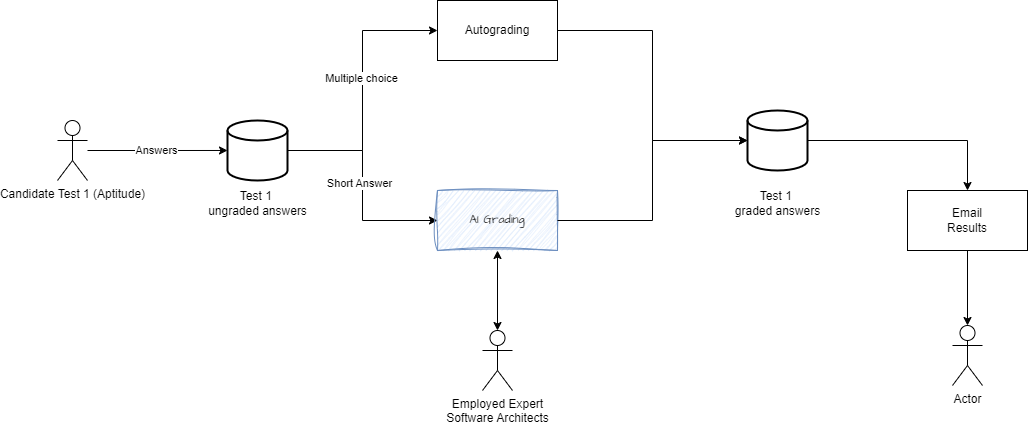 Autograding
Multiple choice
Answers
Candidate Test 1 (Aptitude)
Test 1
ungraded answers
Short Answer
AI Grading
Test 1
graded answers
Email
Results
Employed Expert
Software Architects
Actor